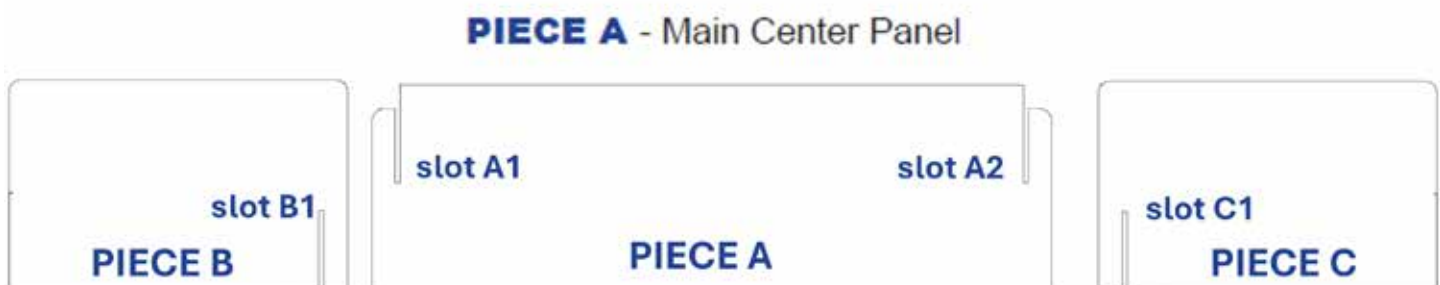 PIECE A - Main Center Panel
slot A1
slot A2
slot B1
slot C1
PIECE B
PIECE A
PIECE C